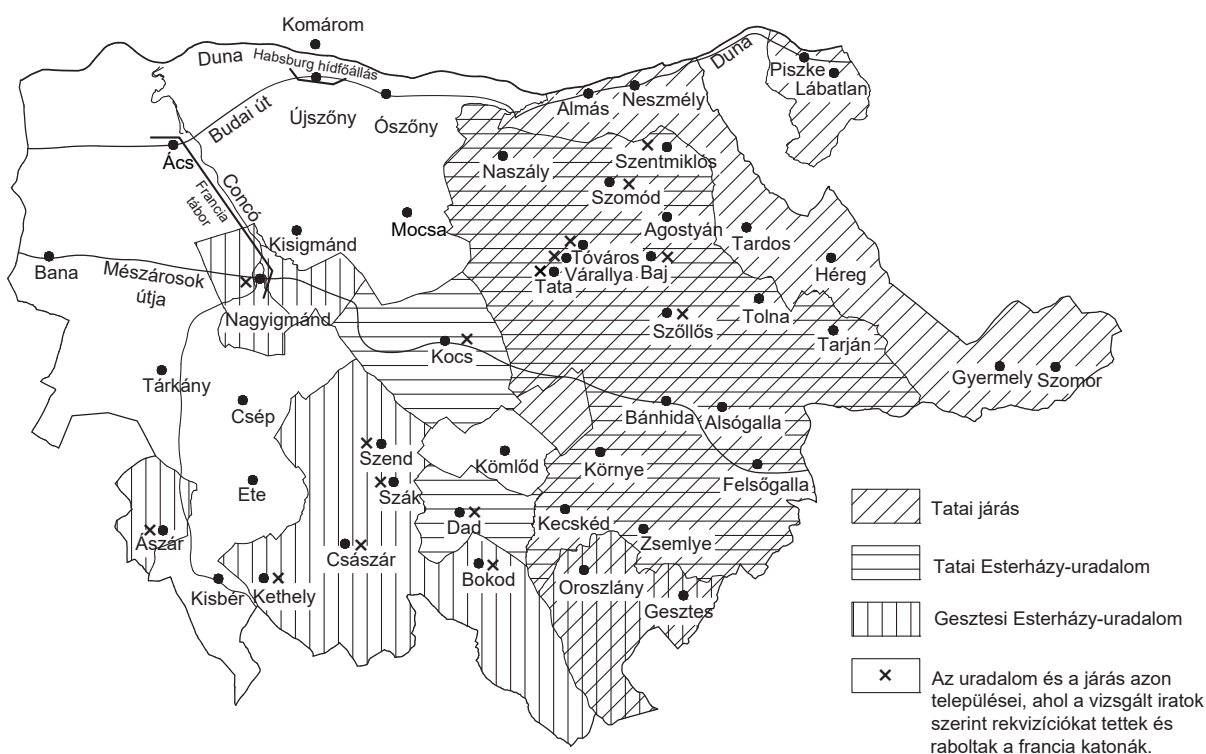 Komárom
Duna
Habsburg hídfőállás
Duna
Piszke
Lábatlan
Almás
Neszmély
Budai út
Újszőny
Ószőny
Ács
Naszály
Szentmiklós
Szomód
Concó
Francia
tábor
Kisigmánd
Mocsa
Agostyán
Tardos
Bana
Mészárosok
útja
Tóváros
Várallya
Tata
Baj
Héreg
Nagyigmánd
Szőllős
Tolna
Tarján
Kocs
Tárkány
Csép
Gyermely
Szomor
Bánhida
Alsógalla
Szend
Kömlőd
Környe
Felsőgalla
Ete
Szák
Dad
Kecskéd
Zsemlye
Ászár
Császár
Bokod
Oroszlány
Kisbér
Kethely
Gesztes
Tatai járás
Tatai Esterházy-uradalom
Gesztesi Esterházy-uradalom
Az uradalom és a járás azon
települései, ahol a vizsgált iratok
szerint rekvizíciókat tettek és
raboltak a francia katonák.